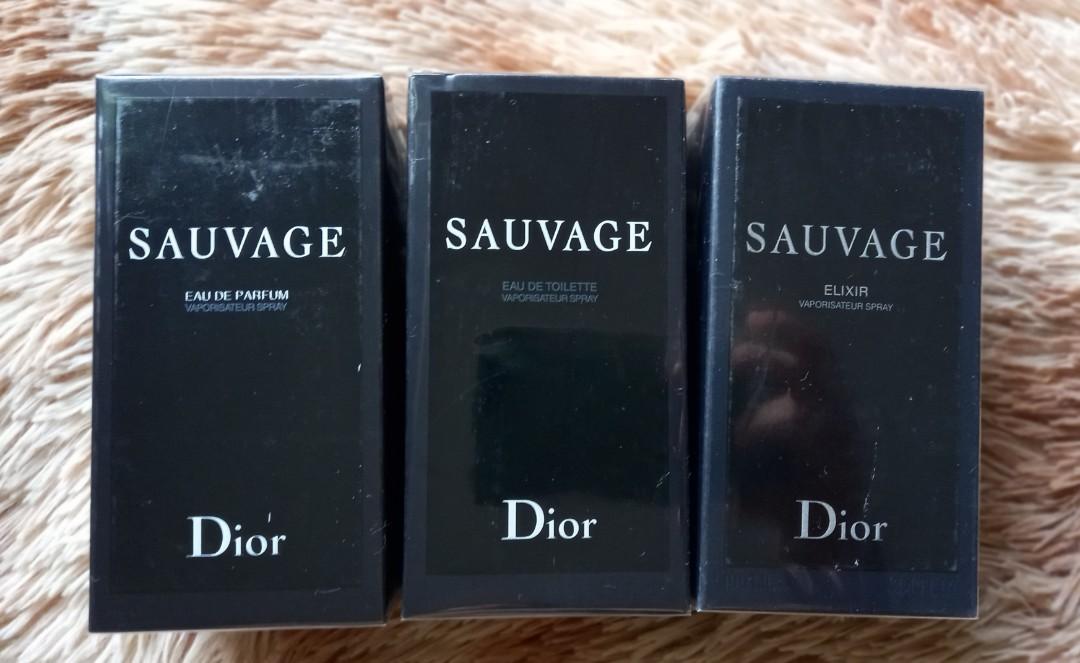 SAUVAGE
EAU DE PARFUM
VAPORISATEUR SPRAY
Dior
SAUVAGE
EAU DE TOILETTE
VAPORISATEUR SPRAY
Dior
SAUVAGE
ELIXIR
VAPORISATEUR SPRAY
Dior